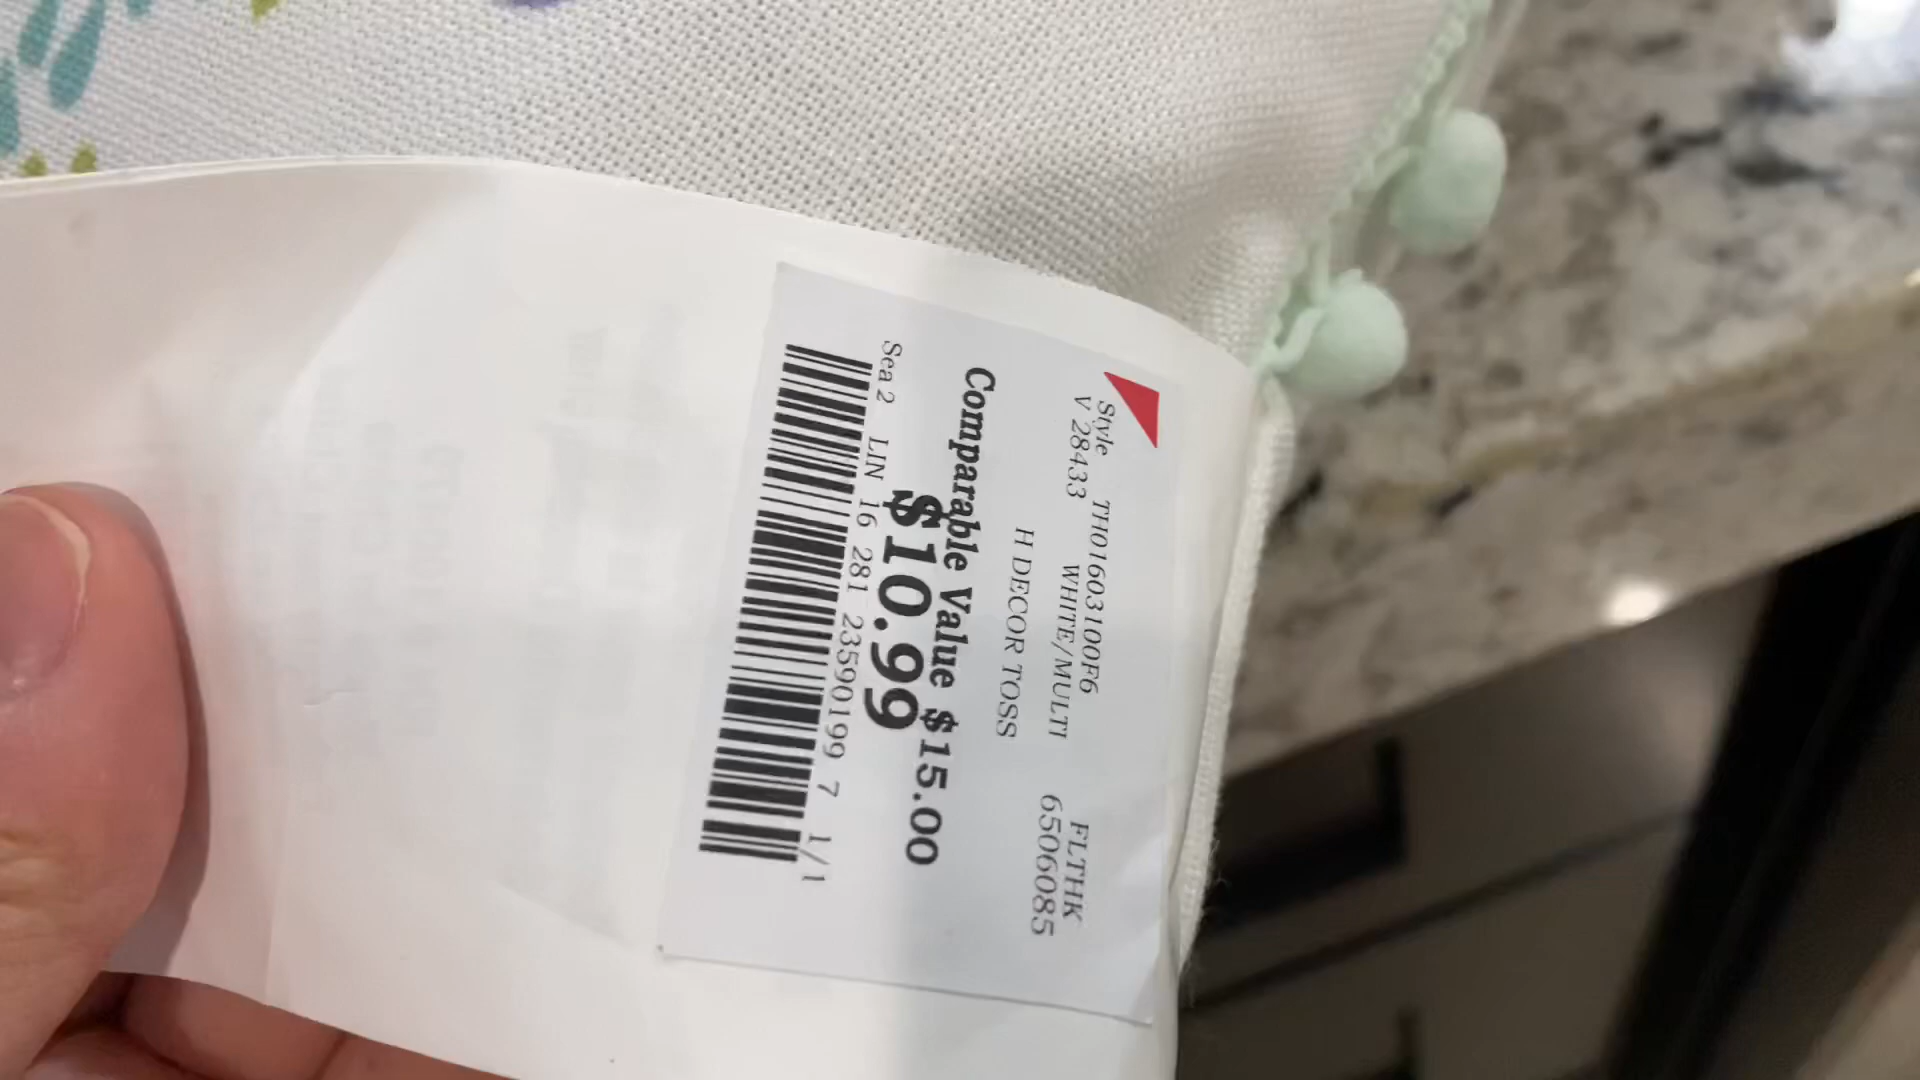 Style TH01603100F6 FLTHK
V 28433 WHITE/MULTI 6506085
H DECOR TOSS
Comparable Value $15.00
$10.99
Sea 2 LIN 16 281 23590199 7 1/1